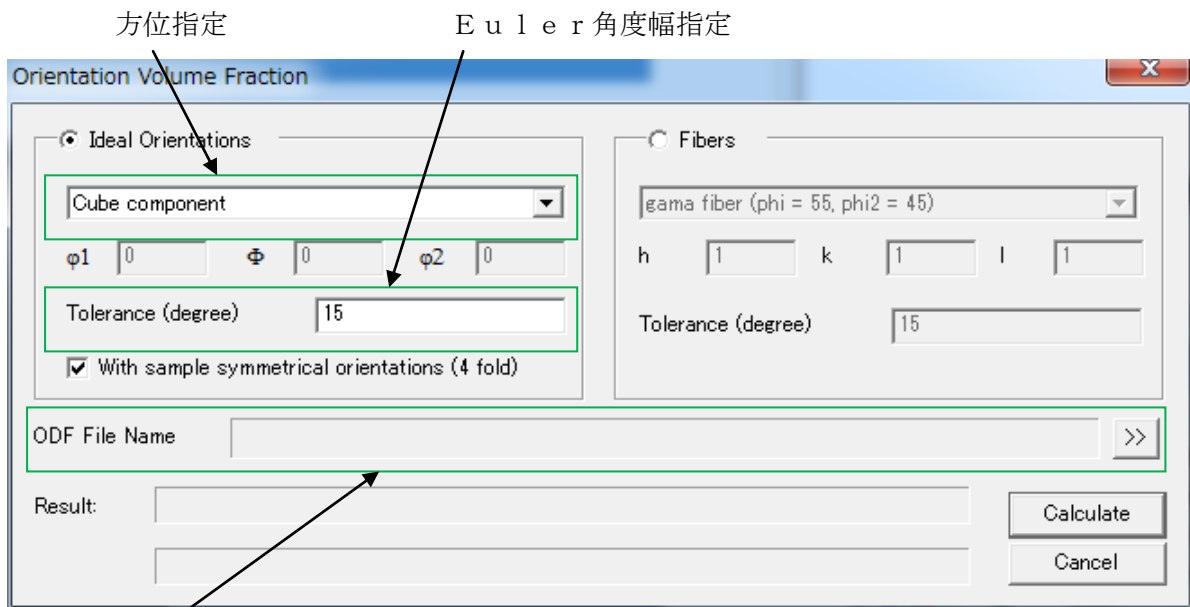 方位指定 Ｅｕｌｅｒ角度幅指定
Orientation Volume Fraction
Ideal Orientations
Cube component
φ1 0 Φ 0 φ2 0
Tolerance (degree) 15
With sample symmetrical orientations (4 fold)
Fibers
gama fiber (phi = 55, phi2 = 45)
h 1 k 1 l 1
Tolerance (degree) 15
ODF File Name >>
Result:
Calculate
Cancel